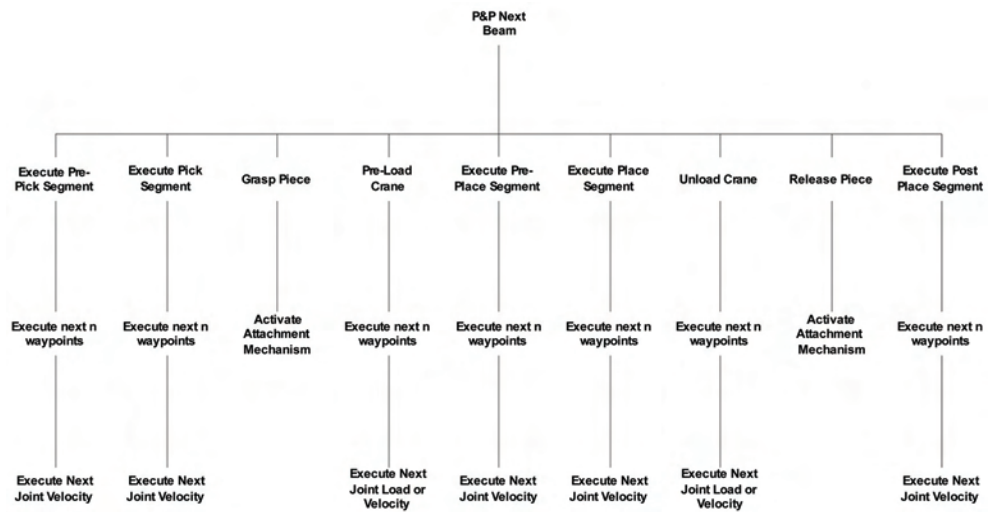 P&P Next
Beam
Execute Pre-
Pick Segment
Execute Pick
Segment
Grasp Piece
Pre-Load
Crane
Execute Pre-
Place Segment
Execute Place
Segment
Unload Crane
Release Piece
Execute Post
Place Segment
Execute next n
waypoints
Execute next n
waypoints
Activate
Attachment
Mechanism
Execute next n
waypoints
Execute next n
waypoints
Execute next n
waypoints
Execute next n
waypoints
Activate
Attachment
Mechanism
Execute next n
waypoints
Execute Next
Joint Velocity
Execute Next
Joint Velocity
Execute Next
Joint Load or
Velocity
Execute Next
Joint Velocity
Execute Next
Joint Velocity
Execute Next
Joint Load or
Velocity
Execute Next
Joint Velocity